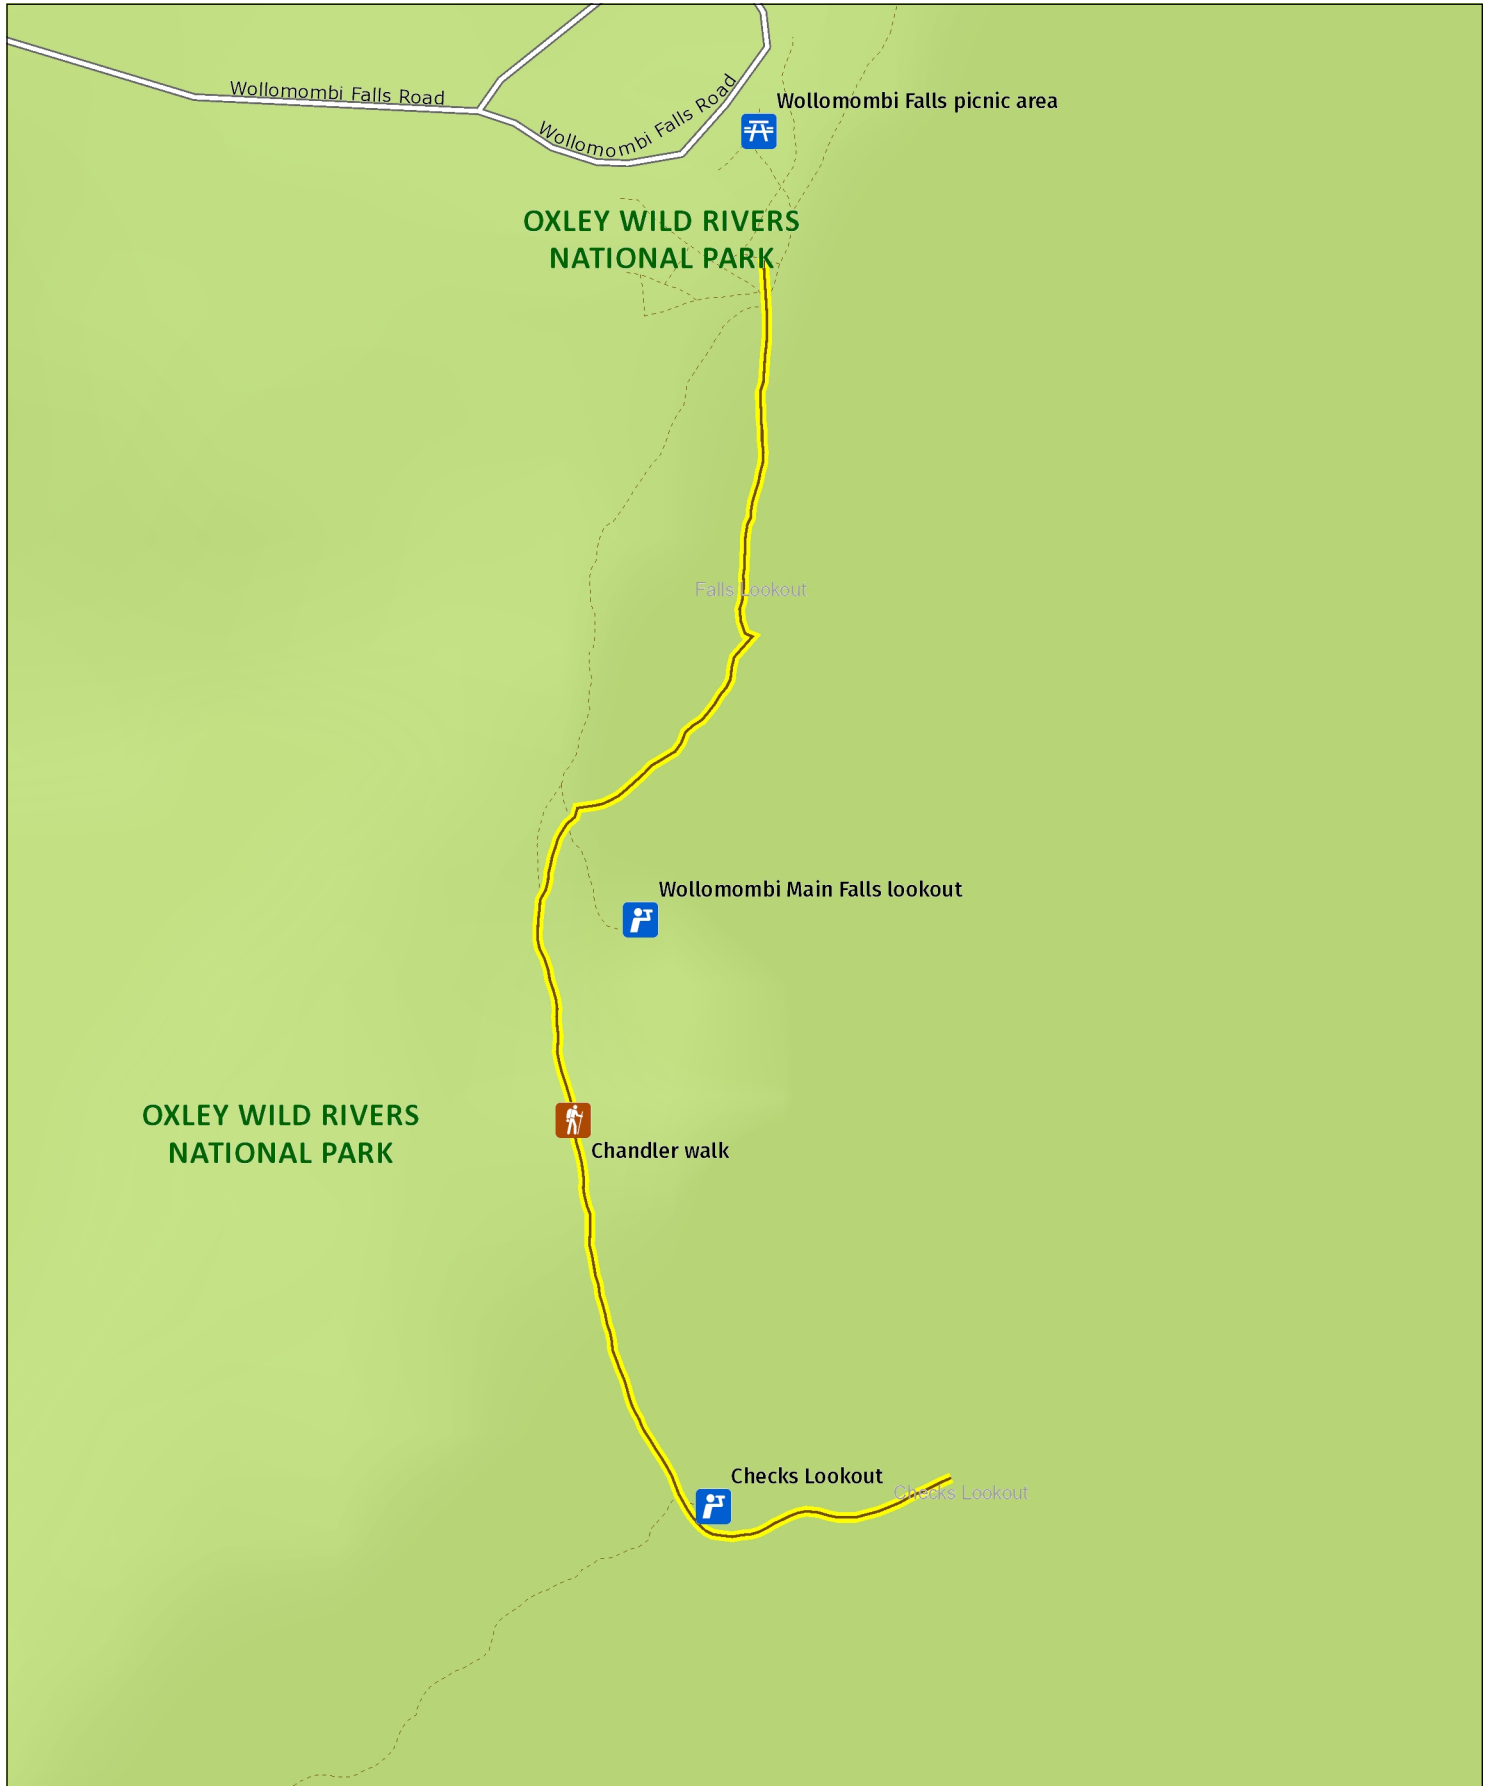 Wollomombi Falls Road
Wollomombi Falls Road
Wollomombi Falls picnic area
OXLEY WILD RIVERS
NATIONAL PARK
Falls Lookout
Wollomombi Main Falls lookout
OXLEY WILD RIVERS
NATIONAL PARK
Chandler walk
Checks Lookout
Checks Lookout